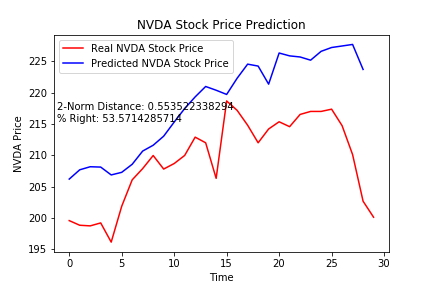 NVDA Stock Price Prediction
Real NVDA Stock Price
Predicted NVDA Stock Price
2-Norm Distance: 0.553522338294
% Right: 53.5714285714
NVDA Price
225
220
215
210
205
200
195
0 5 10 15 20 25 30
Time